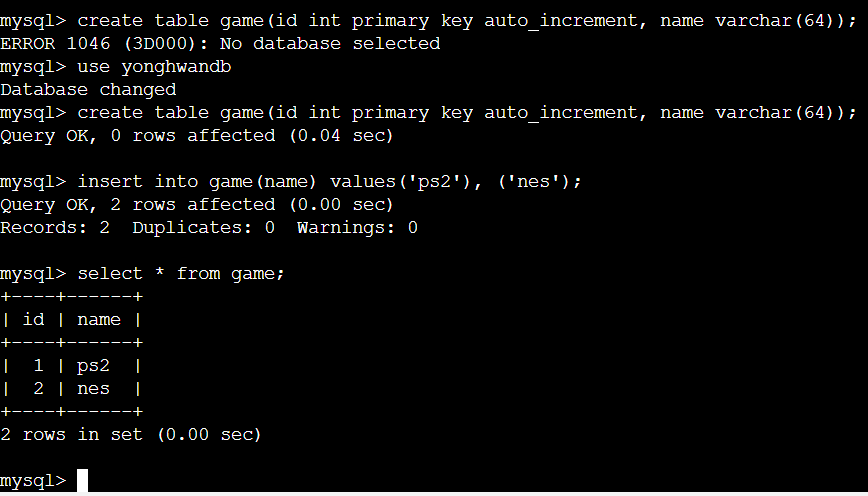 mysql> create table game(id int primary key auto_increment, name varchar(64));
ERROR 1046 (3D000): No database selected
mysql> use yonghwandb
Database changed
mysql> create table game(id int primary key auto_increment, name varchar(64));
Query OK, 0 rows affected (0.04 sec)

mysql> insert into game(name) values('ps2'), ('nes');
Query OK, 2 rows affected (0.00 sec)
Records: 2  Duplicates: 0  Warnings: 0

mysql> select * from game;
+----+------+
| id | name |
+----+------+
|  1 | ps2  |
|  2 | nes  |
+----+------+
2 rows in set (0.00 sec)

mysql>